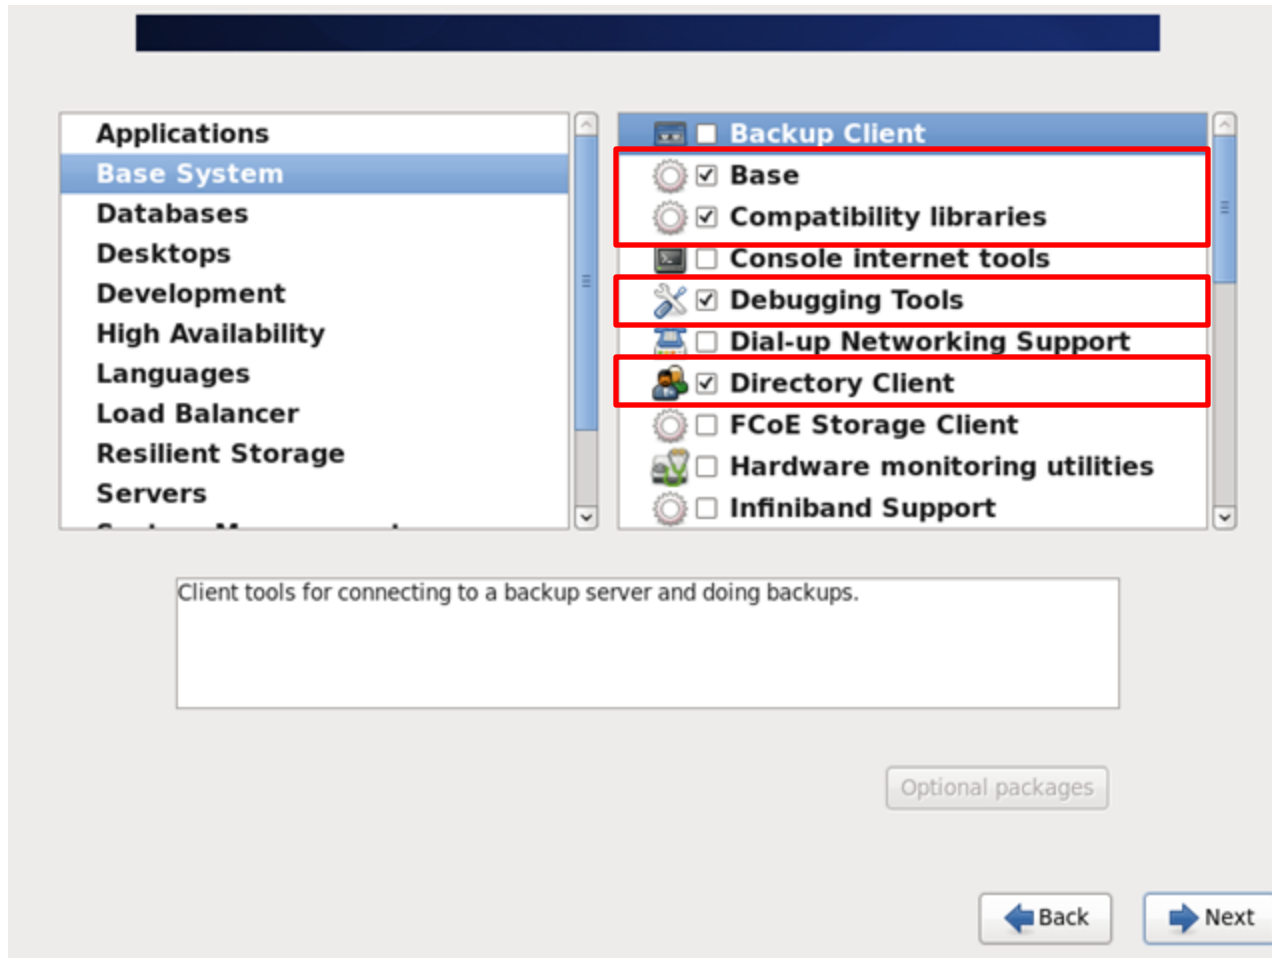 Applications
Base System
Databases
Desktops
Development
High Availability
Languages
Load Balancer
Resilient Storage
Servers
Backup Client
Base
Compatibility libraries
Console internet tools
Debugging Tools
Dial-up Networking Support
Directory Client
FCoE Storage Client
Hardware monitoring utilities
Infiniband Support
Client tools for connecting to a backup server and doing backups.
Optional packages
Back
Next